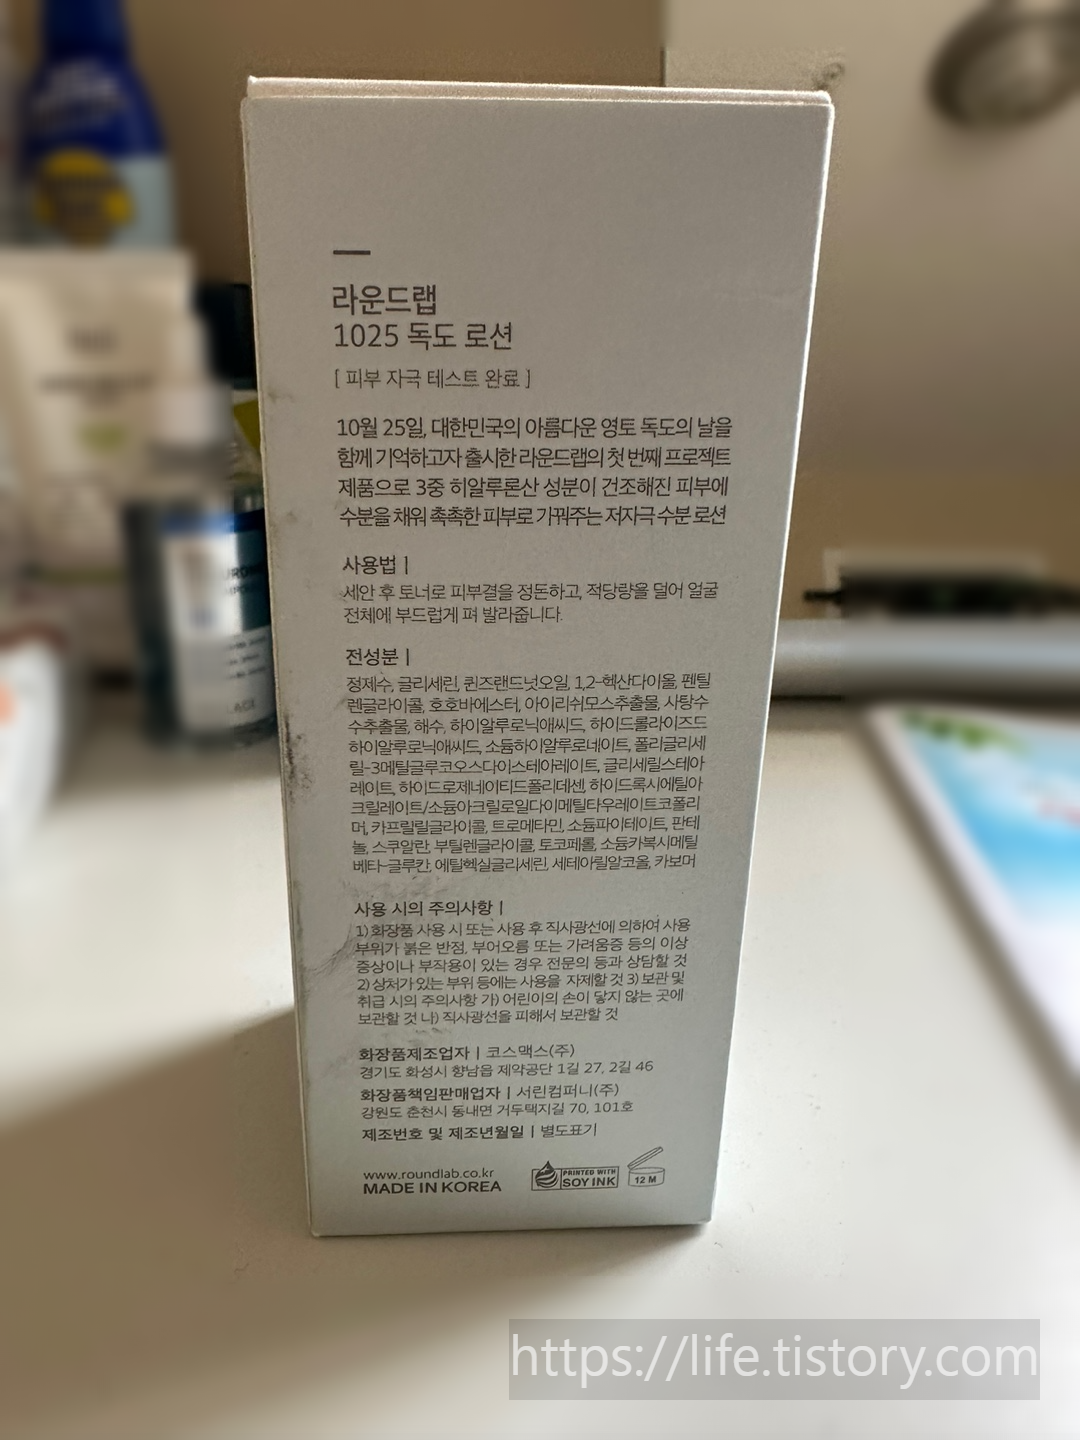 라운드랩
1025 독도 로션
[ 피부 자극 테스트 완료 ]
10월 25일, 대한민국의 아름다운 영토 독도의 날을
함께 기억하고자 출시한 라운드랩의 첫 번째 프로젝트
제품으로 3중 히알루론산 성분이 건조해진 피부에
수분을 채워 촉촉한 피부로 가꿔주는 저자극 수분 로션
사용법 |
세안 후 토너로 피부결을 정돈하고, 적당량을 덜어 얼굴
전체에 부드럽게 펴 발라줍니다.
전성분 |
정제수, 글리세린, 퀸즈랜드넛오일, 1,2-헥산다이올, 펜틸
렌글라이콜, 호호바에스터, 아이리쉬모스추출물, 사탕수
수추출물, 해수, 하이알루로닉애씨드, 하이드롤라이즈드
하이알루로닉애씨드, 소듐하이알루로네이트, 폴리글리세
릴-3메틸글루코오스다이스테아레이트, 글리세릴스테아
레이트, 하이드로제네이티드폴리데센, 하이드록시에틸아
크릴레이트/소듐아크릴로일다이메틸타우레이트코폴리
머, 카프릴릴글라이콜, 트로메타민, 소듐파이테이트, 판테
놀, 스쿠알란, 부틸렌글라이콜, 토코페롤, 소듐카복시메틸
베타-글루칸, 에틸헥실글리세린, 세테아릴알코올, 카보머
사용 시의 주의사항 |
1) 화장품 사용 시 또는 사용 후 직사광선에 의하여 사용
부위가 붉은 반점, 부어오름 또는 가려움증 등의 이상
증상이나 부작용이 있는 경우 전문의 등과 상담할 것
2) 상처가 있는 부위 등에는 사용을 자제할 것 3) 보관 및
취급 시의 주의사항 가) 어린이의 손이 닿지 않는 곳에
보관할 것 나) 직사광선을 피해서 보관할 것
화장품제조업자 | 코스맥스(주)
경기도 화성시 향남읍 제약공단 1길 27, 2길 46
화장품책임판매업자 | 서린컴퍼니(주)
강원도 춘천시 동내면 거두택지길 70, 101호
제조번호 및 제조년월일 | 별도표기
www.roundlab.co.kr
MADE IN KOREA
PRINTED WITH
SOY INK
12 M
https://life.tistory.com